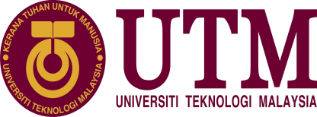 KERANA TUHAN UNTUK MANUSIA
UNIVERSITI TEKNOLOGI MALAYSIA
UTM
UNIVERSITI TEKNOLOGI MALAYSIA